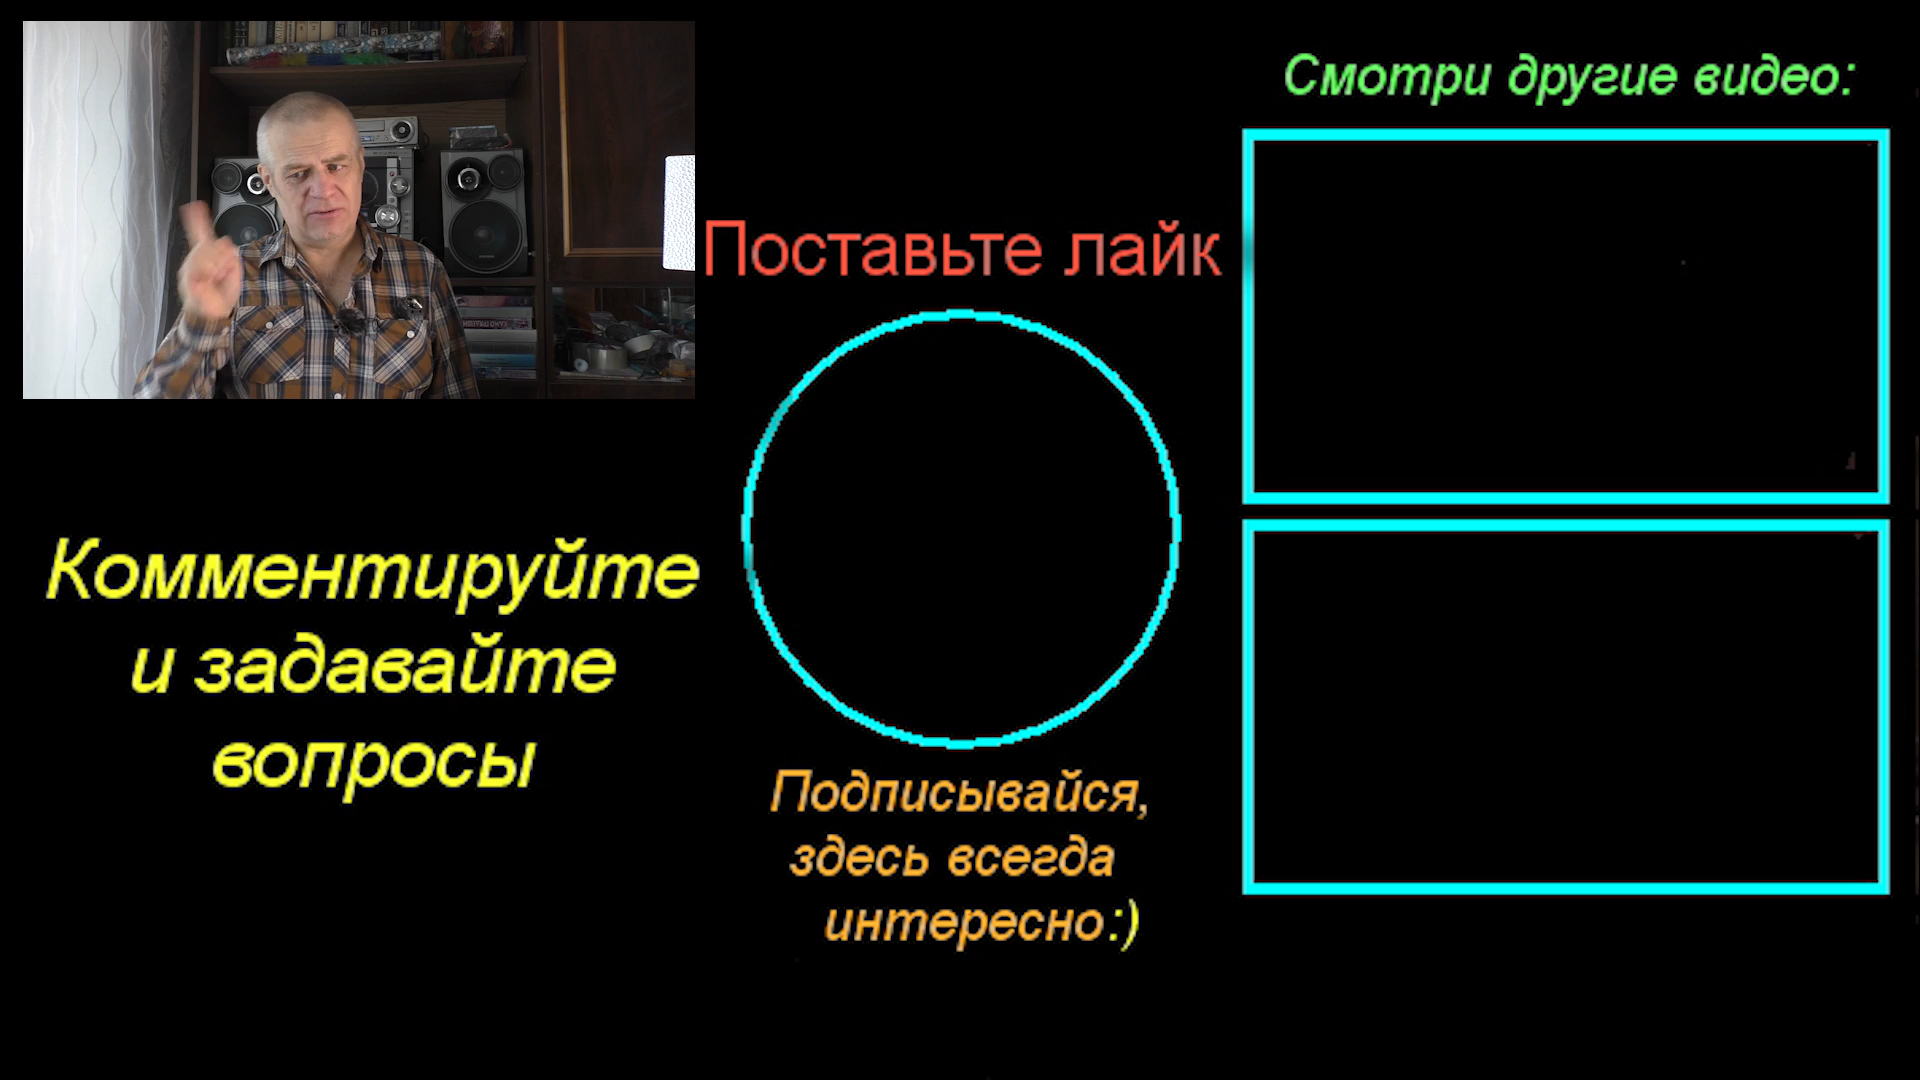 Смотри другие видео:
Поставьте лайк
Комментируйте
и задавайте
вопросы
Подписывайся,
здесь всегда
интересно:)